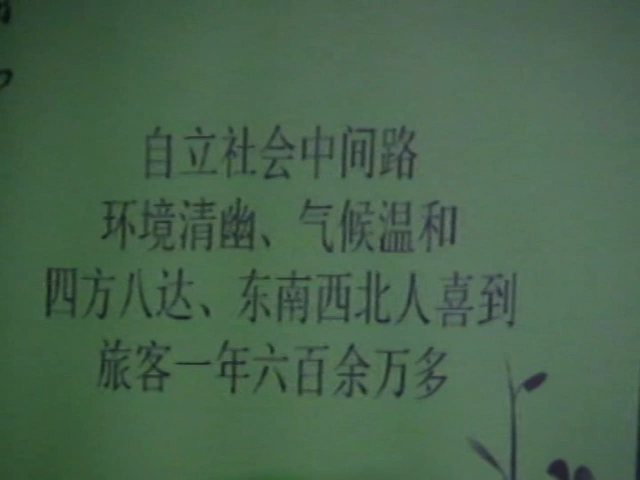 自立社会中间路
环境清幽、气候温和
四方八达、东南西北人喜到
旅客一年六百余万多